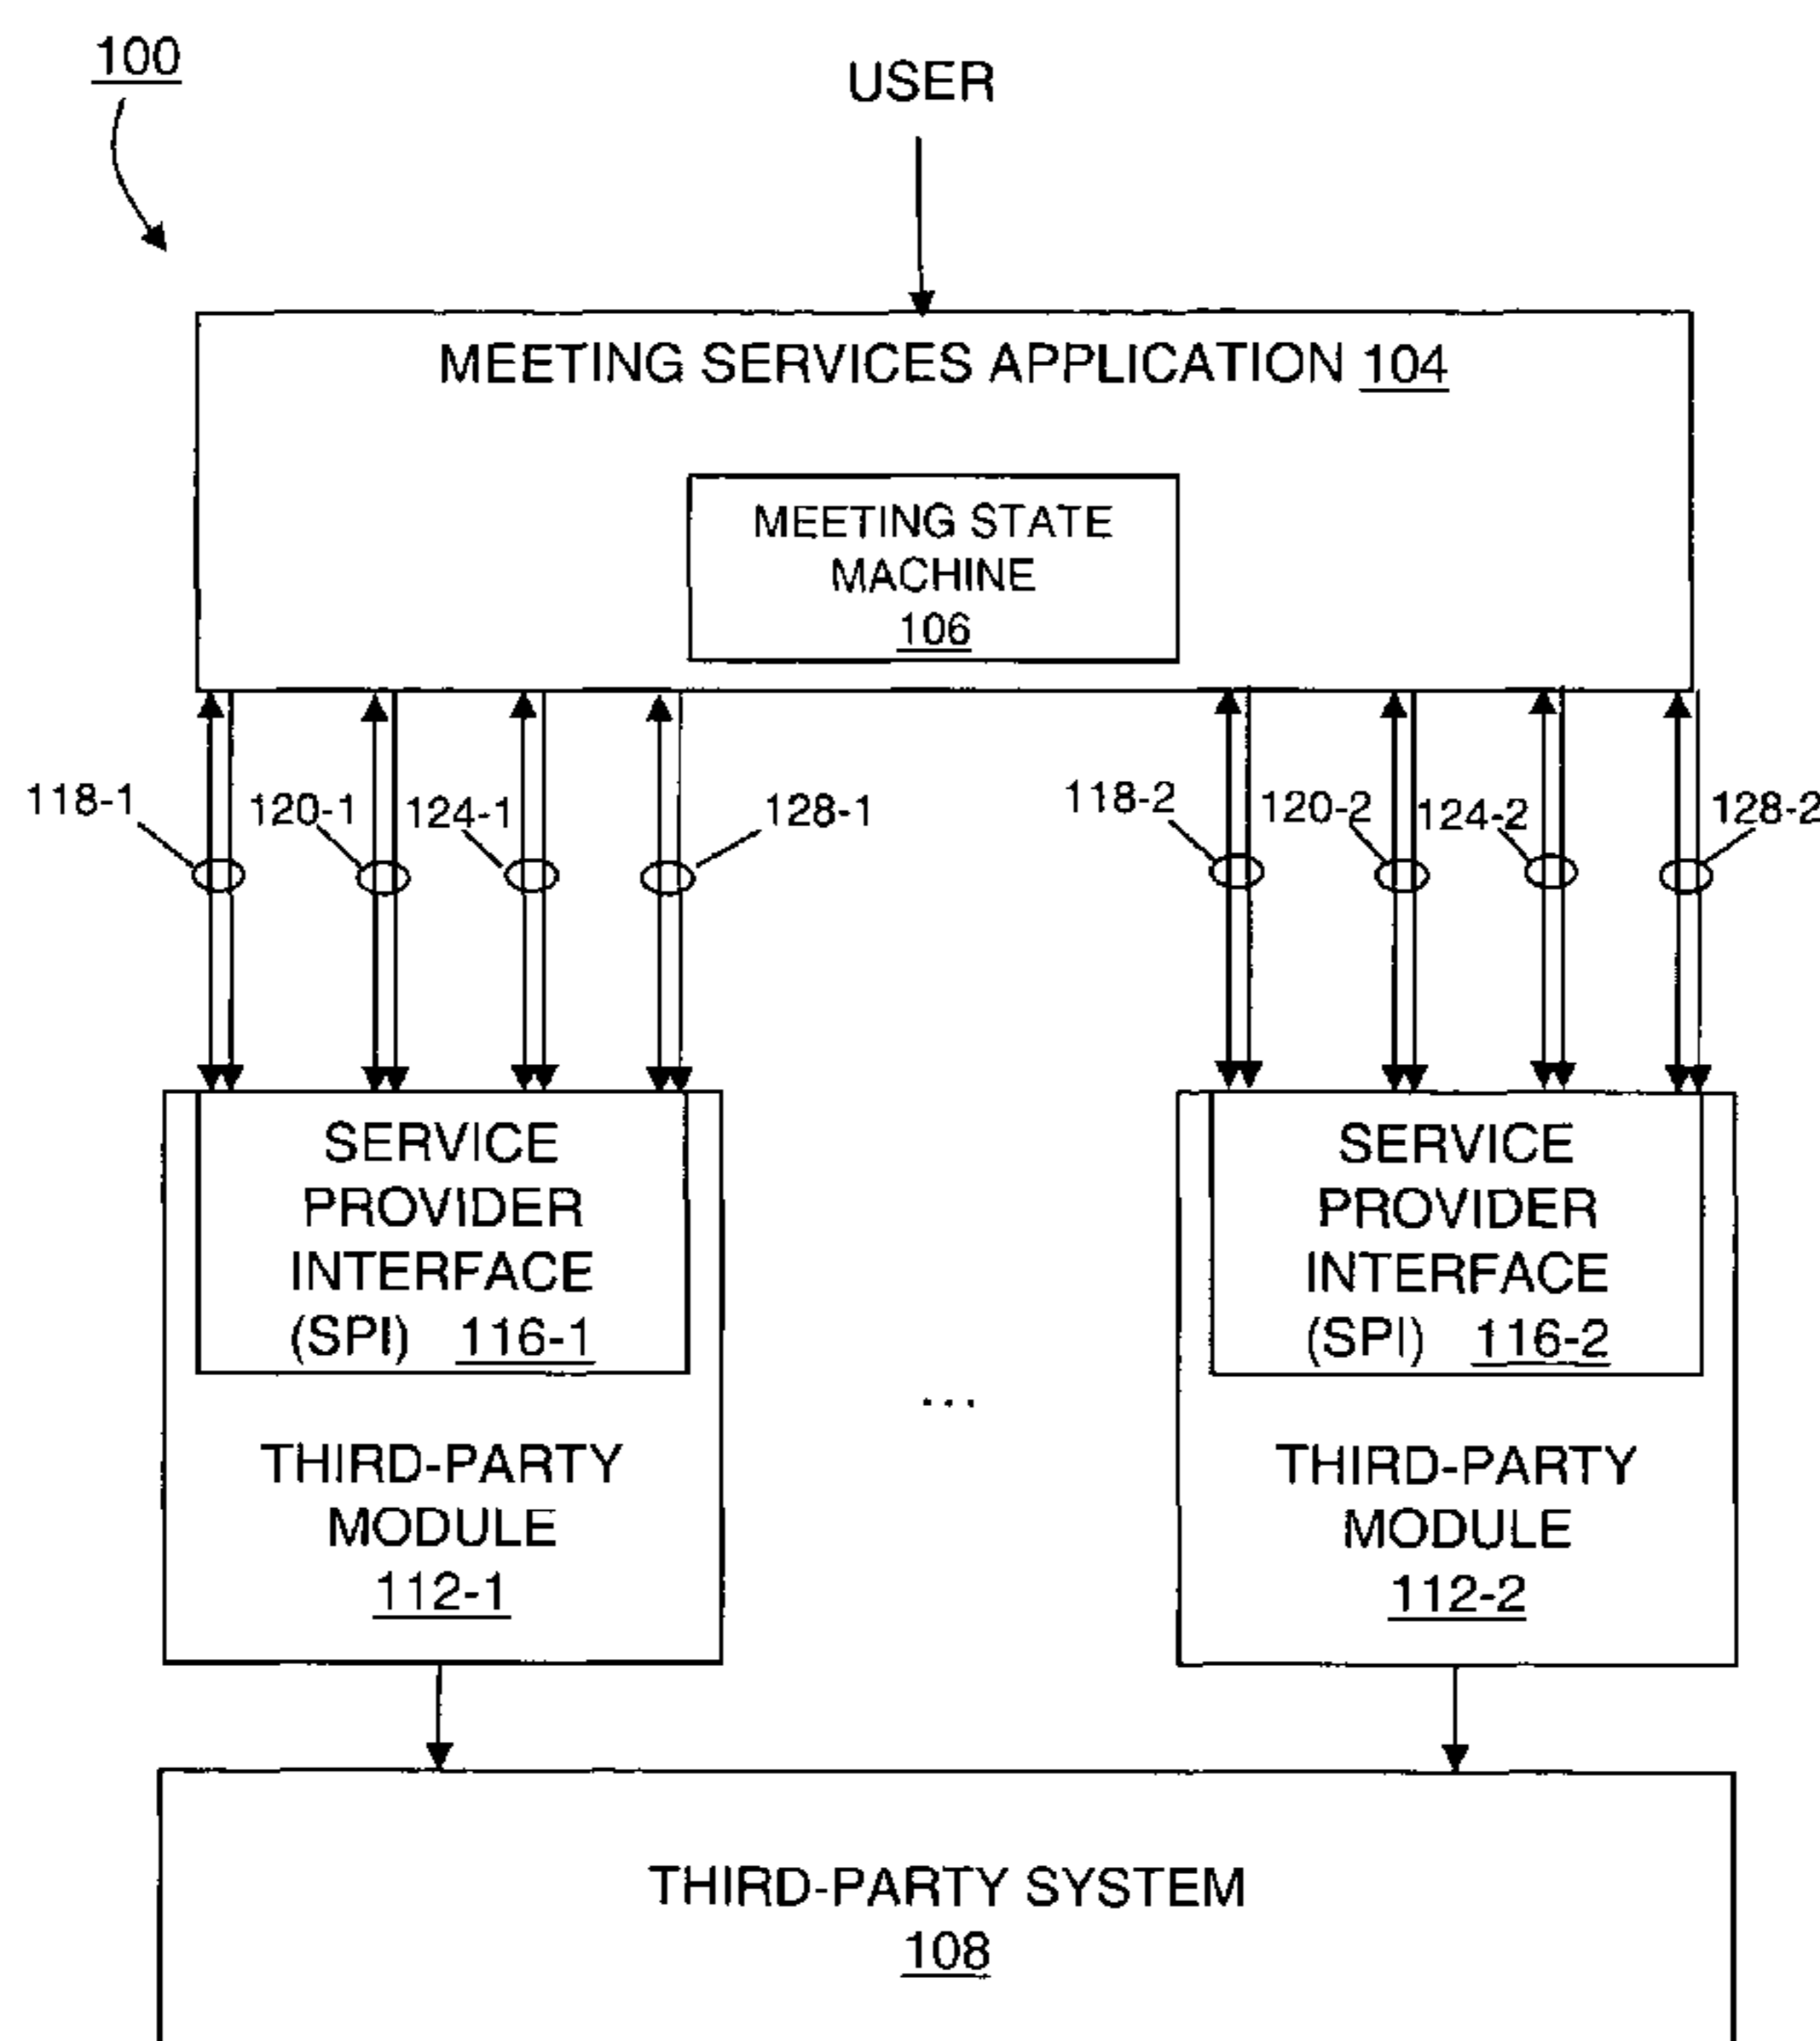 100
USER
MEETING SERVICES APPLICATION 104
MEETING STATE
MACHINE
106
118-1
120-1
124-1
128-1
118-2
120-2
124-2
128-2
SERVICE
PROVIDER
INTERFACE
(SPI) 116-1
THIRD-PARTY
MODULE
112-1
...
SERVICE
PROVIDER
INTERFACE
(SPI) 116-2
THIRD-PARTY
MODULE
112-2
THIRD-PARTY SYSTEM
108